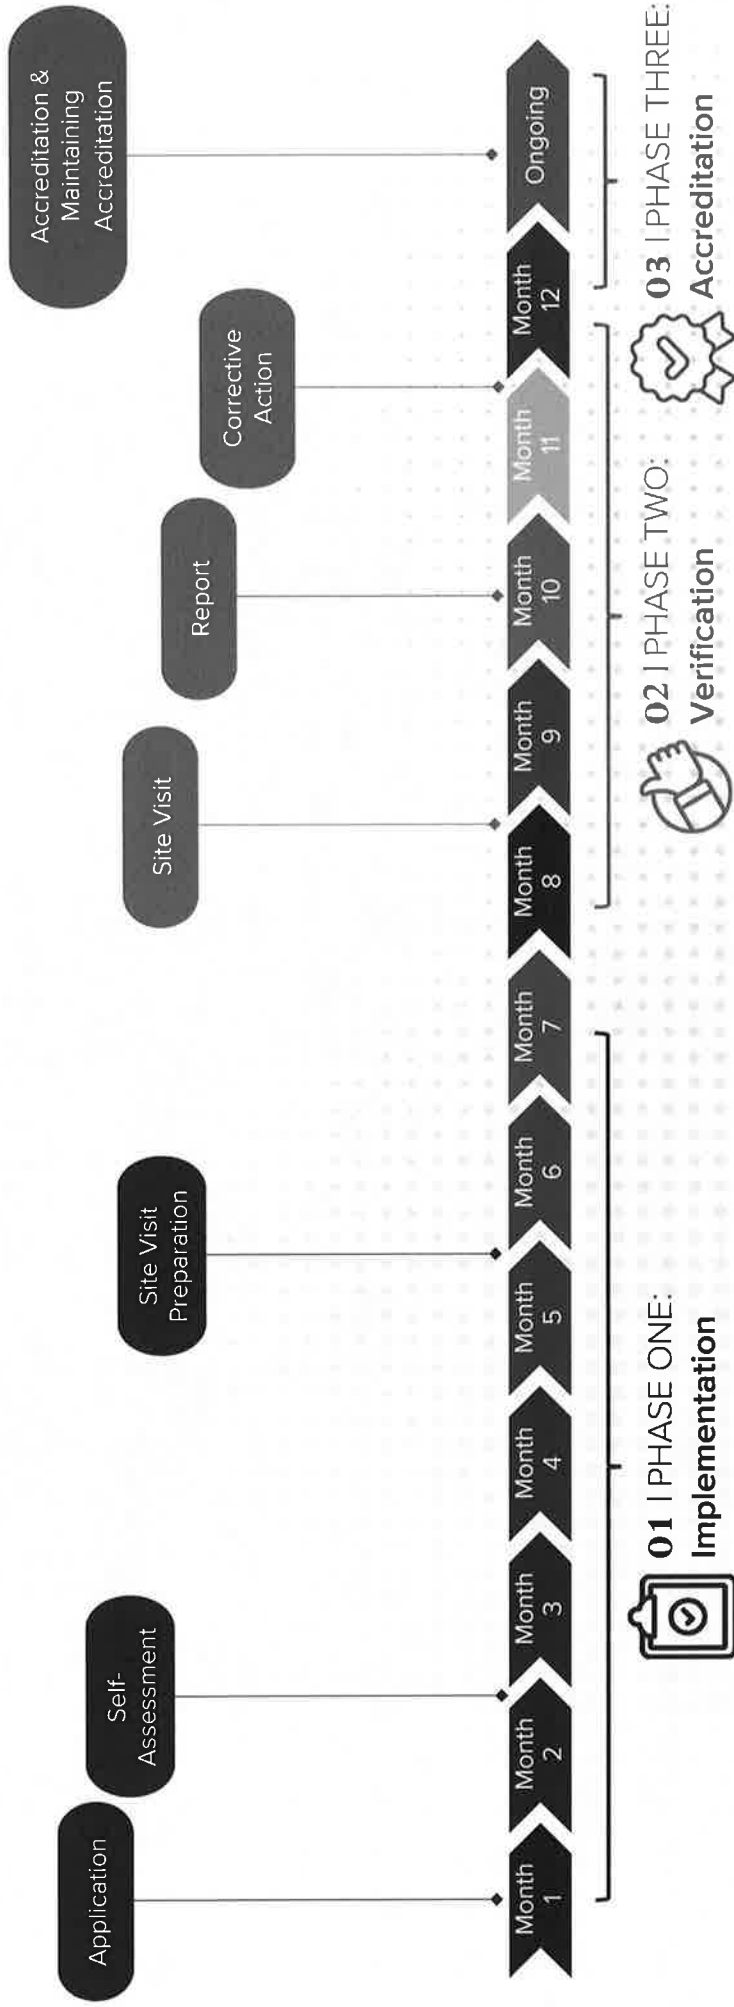 Application
Self-
Assessment
Site Visit
Preparation
Site Visit
Report
Corrective
Action
Accreditation &
Maintaining
Accreditation
Month
1
Month
2
Month
3
Month
4
Month
5
Month
6
Month
7
Month
8
Month
9
Month
10
Month
11
Month
12
Ongoing
01 | PHASE ONE:
Implementation
02 | PHASE TWO:
Verification
03 | PHASE THREE:
Accreditation